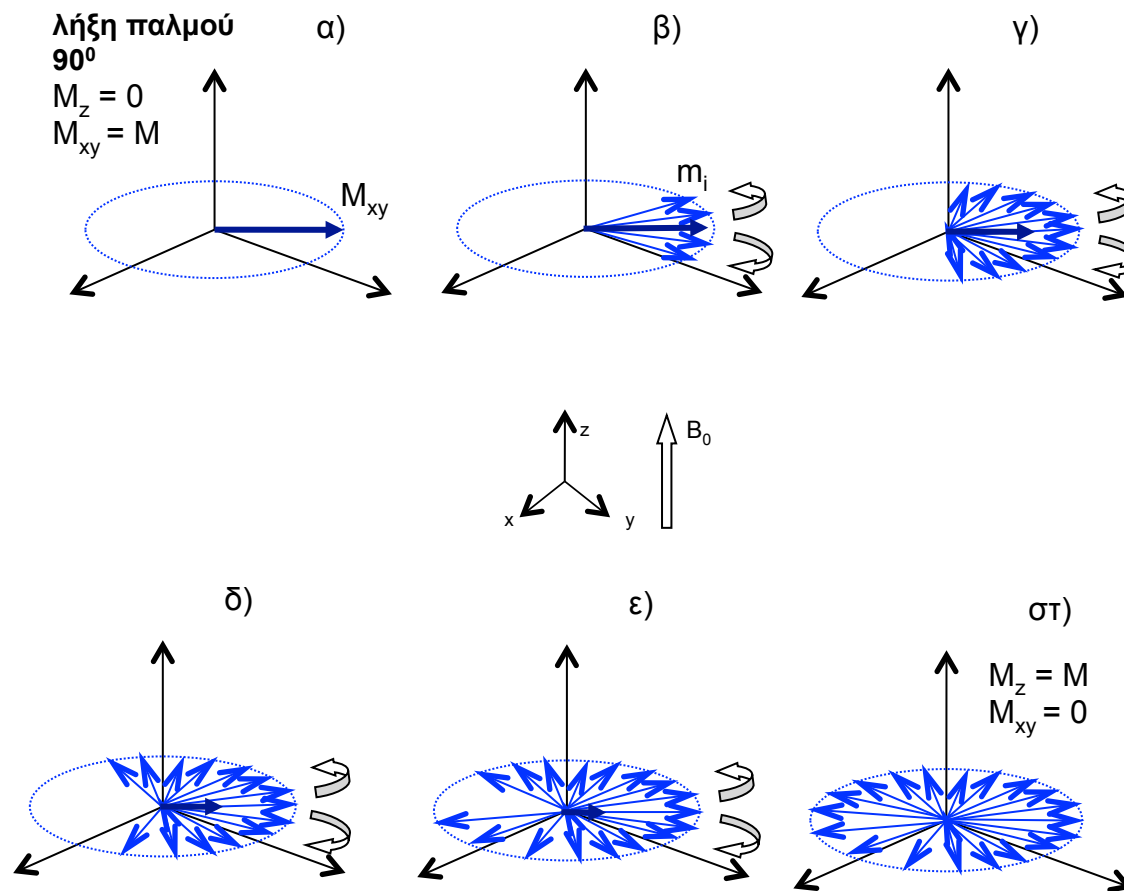 λήξη παλμού
90⁰
M_z = 0
M_xy = M
α)
M_xy
β)
m_i
γ)
z
x
y
B_0
δ)
ε)
στ)
M_z = M
M_xy = 0